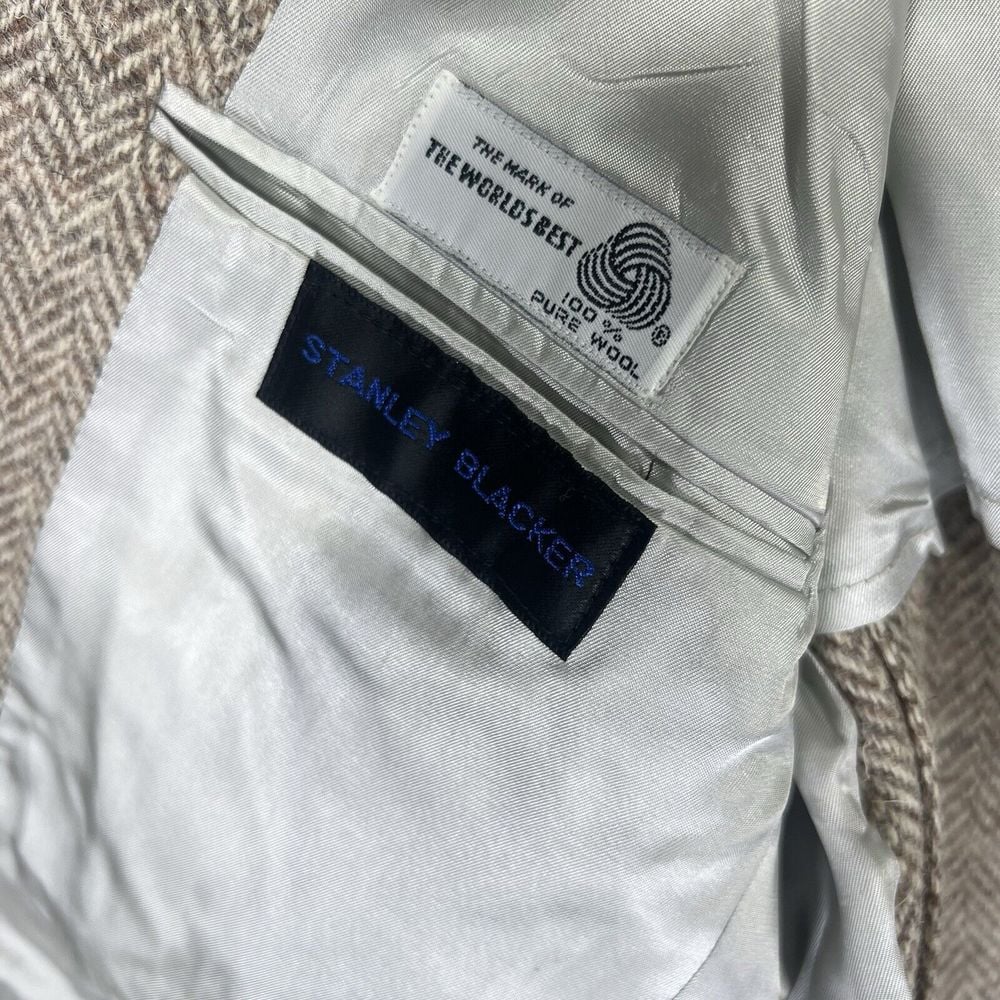 THE MARK OF
THE WORLDS BEST
100%
PURE WOOL
®
STANLEY BLACKER